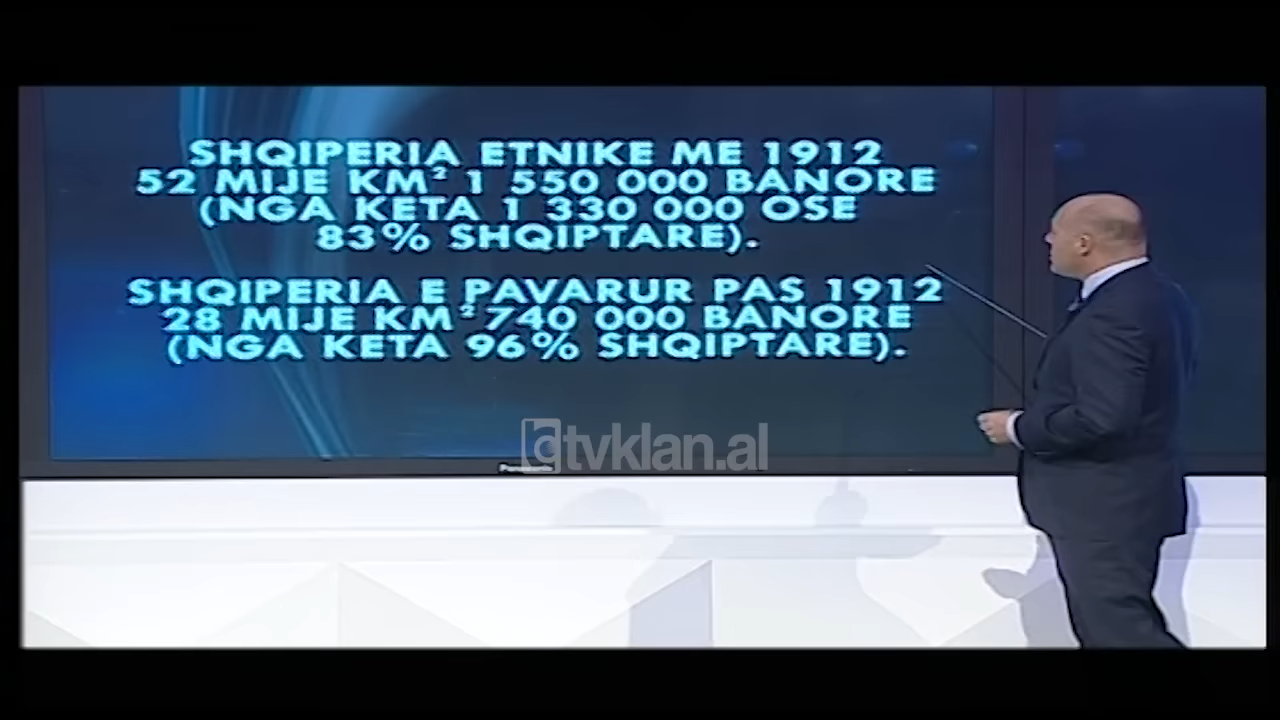 SHQIPERIA ETNIKE ME 1912
52 MIJE KM² 1 550 000 BANORE
(NGA KETA 1 330 000 OSE
83% SHQIPTARE).
SHQIPERIA E PAVARUR PAS 1912
28 MIJE KM² 740 000 BANORE
(NGA KETA 96% SHQIPTARE).
tvklan.al
Panasonic